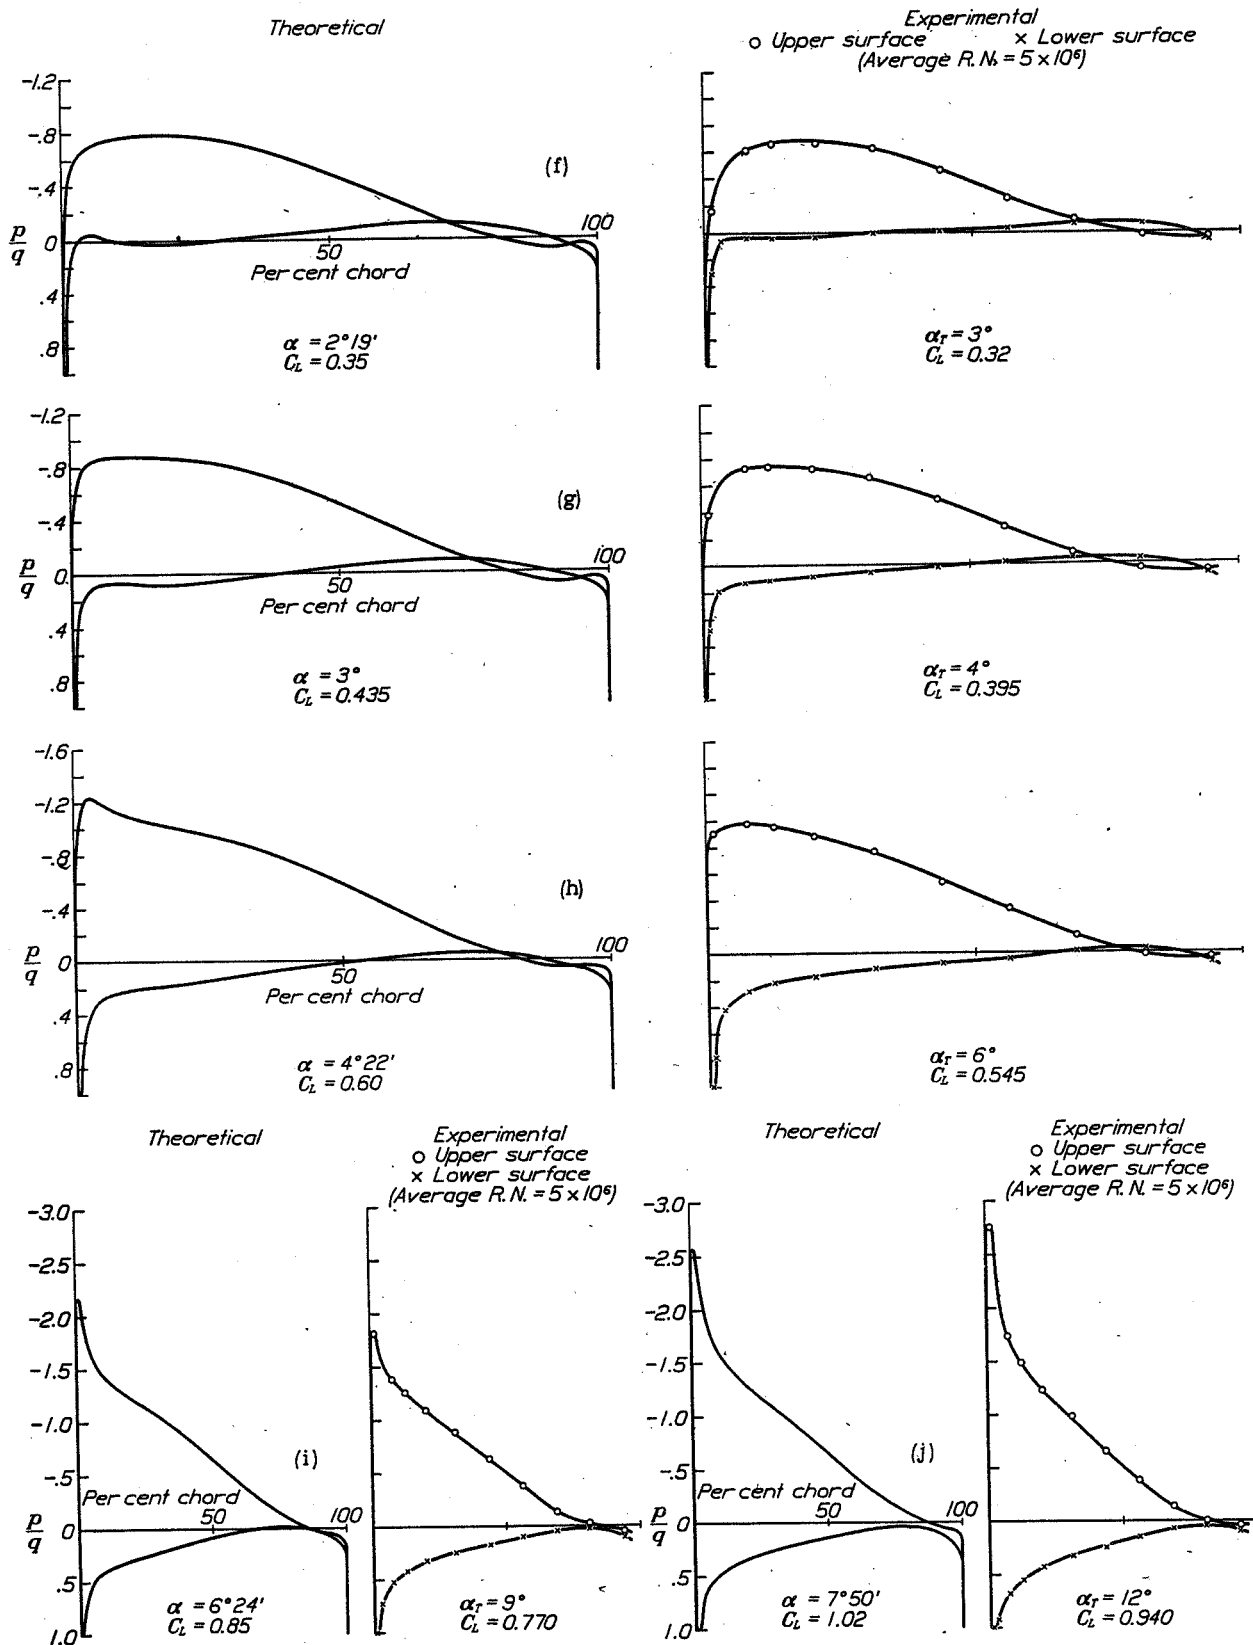 Theoretical
Experimental
o Upper surface x Lower surface
(Average R.N. = 5 × 10⁶)
-1.2
-.8
-.4
0
.4
.8
p/q
50
100
Per cent chord
(f)
α = 2°19'
C_L = 0.35
α_T = 3°
C_L = 0.32
-1.2
-.8
-.4
0
.4
.8
p/q
50
100
Per cent chord
(g)
α = 3°
C_L = 0.435
α_T = 4°
C_L = 0.395
-1.6
-1.2
-.8
-.4
0
.4
.8
p/q
50
100
Per cent chord
(h)
α = 4°22'
C_L = 0.60
α_T = 6°
C_L = 0.545
Theoretical
Experimental
o Upper surface
x Lower surface
(Average R.N. = 5 × 10⁶)
-3.0
-2.5
-2.0
-1.5
-1.0
-.5
0
.5
1.0
p/q
Per cent chord
50
100
(i)
α = 6°24'
C_L = 0.85
α_T = 9°
C_L = 0.770
Theoretical
Experimental
o Upper surface
x Lower surface
(Average R.N. = 5 × 10⁶)
-3.0
-2.5
-2.0
-1.5
-1.0
-.5
0
.5
1.0
p/q
Per cent chord
50
100
(j)
α = 7°50'
C_L = 1.02
α_T = 12°
C_L = 0.940